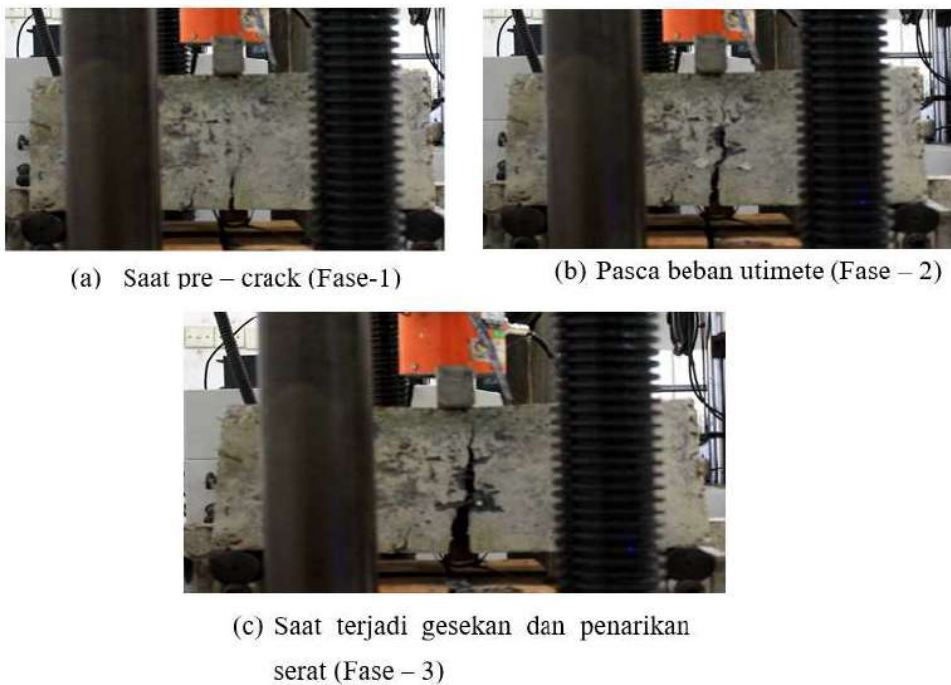 (a) Saat pre – crack (Fase-1)
(b) Pasca beban utimete (Fase – 2)
(c) Saat terjadi gesekan dan penarikan
serat (Fase – 3)